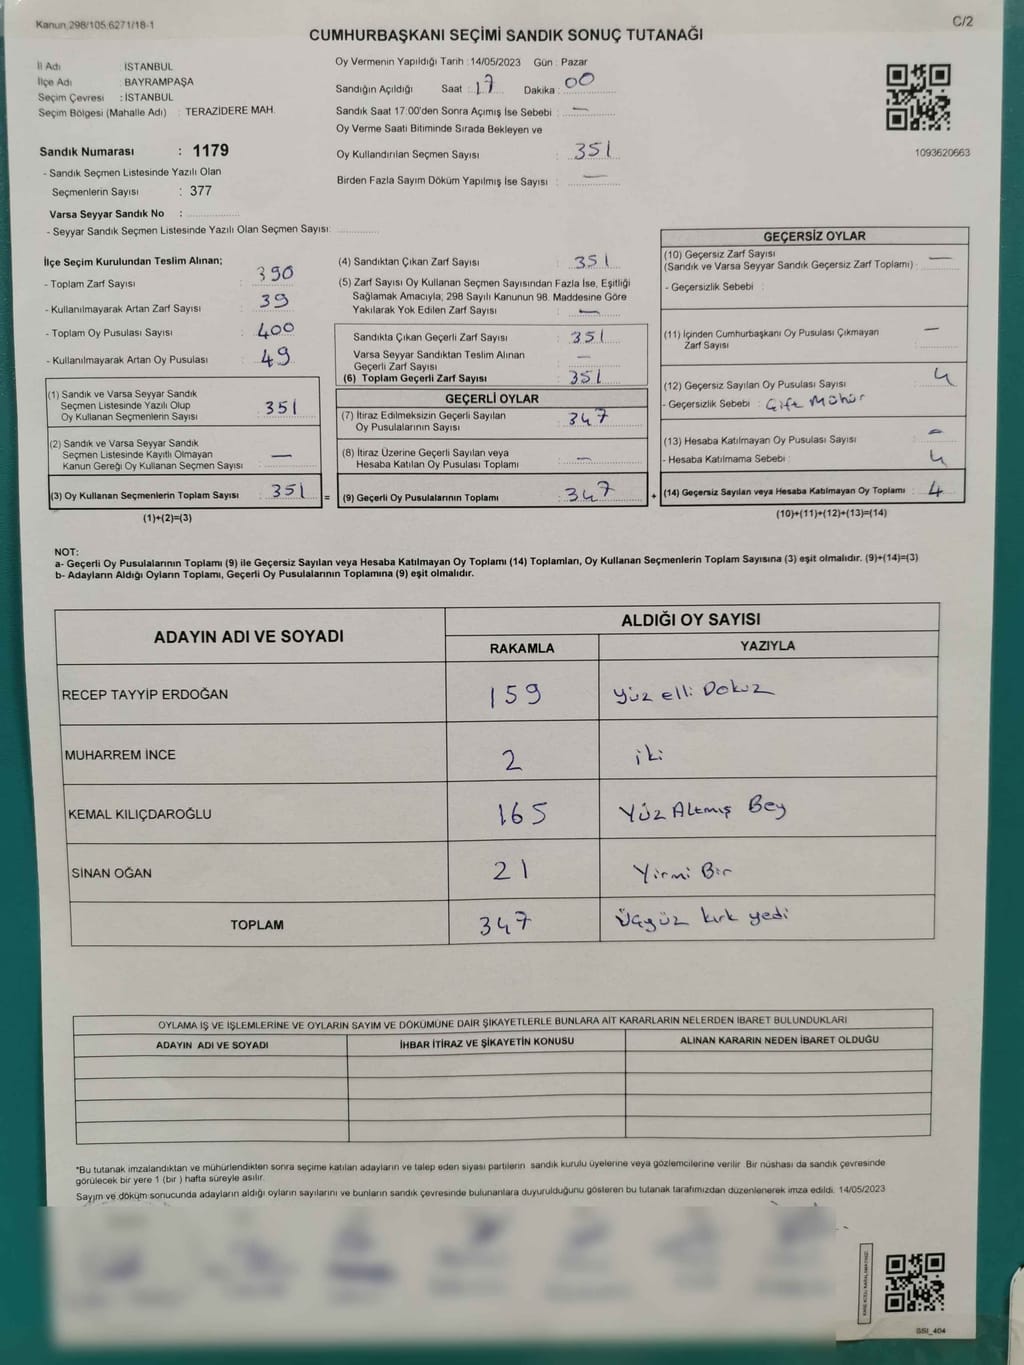 Kanun 298/105,6271/18-1
C/2
CUMHURBAŞKANI SEÇİMİ SANDIK SONUÇ TUTANAĞI
İl Adı : İSTANBUL
İlçe Adı : BAYRAMPAŞA
Seçim Çevresi : İSTANBUL
Seçim Bölgesi (Mahalle Adı) : TERAZİDERE MAH.
Sandık Numarası : 1179
- Sandık Seçmen Listesinde Yazılı Olan
Seçmenlerin Sayısı : 377
Varsa Seyyar Sandık No :
- Seyyar Sandık Seçmen Listesinde Yazılı Olan Seçmen Sayısı:
Oy Vermenin Yapıldığı Tarih :14/05/2023 Gün : Pazar
Sandığın Açıldığı Saat : 17 Dakika : 00
Sandık Saat 17:00'den Sonra Açılmış İse Sebebi : —
Oy Verme Saati Bitiminde Sırada Bekleyen ve
Oy Kullandırılan Seçmen Sayısı : 351
Birden Fazla Sayım Döküm Yapılmış İse Sayısı : —
1093620663
İlçe Seçim Kurulundan Teslim Alınan;
- Toplam Zarf Sayısı : 390
- Kullanılmayarak Artan Zarf Sayısı : 39
- Toplam Oy Pusulası Sayısı : 400
- Kullanılmayarak Artan Oy Pusulası : 49
(1) Sandık ve Varsa Seyyar Sandık
Seçmen Listesinde Yazılı Olup
Oy Kullanan Seçmenlerin Sayısı : 351
(2) Sandık ve Varsa Seyyar Sandık
Seçmen Listesinde Kayıtlı Olmayan
Kanun Gereği Oy Kullanan Seçmen Sayısı : —
(3) Oy Kullanan Seçmenlerin Toplam Sayısı : 351 =
(1)+(2)=(3)
(4) Sandıktan Çıkan Zarf Sayısı : 351
(5) Zarf Sayısı Oy Kullanan Seçmen Sayısından Fazla İse, Eşitliği
Sağlamak Amacıyla; 298 Sayılı Kanunun 98. Maddesine Göre
Yakılarak Yok Edilen Zarf Sayısı : —
Sandıkta Çıkan Geçerli Zarf Sayısı : 351
Varsa Seyyar Sandıktan Teslim Alınan
Geçerli Zarf Sayısı : —
(6) Toplam Geçerli Zarf Sayısı : 351
GEÇERLİ OYLAR
(7) İtiraz Edilmeksizin Geçerli Sayılan
Oy Pusulalarının Sayısı : 347
(8) İtiraz Üzerine Geçerli Sayılan veya
Hesaba Katılan Oy Pusulası Toplamı : —
(9) Geçerli Oy Pusulalarının Toplamı : 347 +
GEÇERSİZ OYLAR
(10) Geçersiz Zarf Sayısı
(Sandık ve Varsa Seyyar Sandık Geçersiz Zarf Toplamı) : —
- Geçersizlik Sebebi :
(11) İçinden Cumhurbaşkanı Oy Pusulası Çıkmayan
Zarf Sayısı : —
(12) Geçersiz Sayılan Oy Pusulası Sayısı : 4
- Geçersizlik Sebebi : Çift Mühür
(13) Hesaba Katılmayan Oy Pusulası Sayısı : —
- Hesaba Katılmama Sebebi : 4
(14) Geçersiz Sayılan veya Hesaba Katılmayan Oy Toplamı : 4
(10)+(11)+(12)+(13)=(14)
NOT:
a- Geçerli Oy Pusulalarının Toplamı (9) ile Geçersiz Sayılan veya Hesaba Katılmayan Oy Toplamı (14) Toplamları, Oy Kullanan Seçmenlerin Toplam Sayısına (3) eşit olmalıdır. (9)+(14)=(3)
b- Adayların Aldığı Oyların Toplamı, Geçerli Oy Pusulalarının Toplamına (9) eşit olmalıdır.
ADAYIN ADI VE SOYADI ALDIĞI OY SAYISI
RAKAMLA YAZIYLA
RECEP TAYYİP ERDOĞAN 159 Yüz elli Dokuz
MUHARREM İNCE 2 iki
KEMAL KILIÇDAROĞLU 165 Yüz Altmış Beş
SİNAN OĞAN 21 Yirmi Bir
TOPLAM 347 Üçyüz kırk yedi
OYLAMA İŞ VE İŞLEMLERİNE VE OYLARIN SAYIM VE DÖKÜMÜNE DAİR ŞİKAYETLERLE BUNLARA AİT KARARLARIN NELERDEN İBARET BULUNDUKLARI
ADAYIN ADI VE SOYADI İHBAR İTİRAZ VE ŞİKAYETİN KONUSU ALINAN KARARIN NEDEN İBARET OLDUĞU
*Bu tutanak imzalandıktan ve mühürlendikten sonra seçime katılan adayların ve talep eden siyasi partilerin sandık kurulu üyelerine veya gözlemcilerine verilir. Bir nüshası da sandık çevresinde
görülecek bir yere 1 (bir) hafta süreyle asılır.
Sayım ve döküm sonucunda adayların aldığı oyların sayılarını ve bunların sandık çevresinde bulunanlara duyurulduğunu gösteren bu tutanak tarafımızdan düzenlenerek imza edildi. 14/05/2023
SSI_404